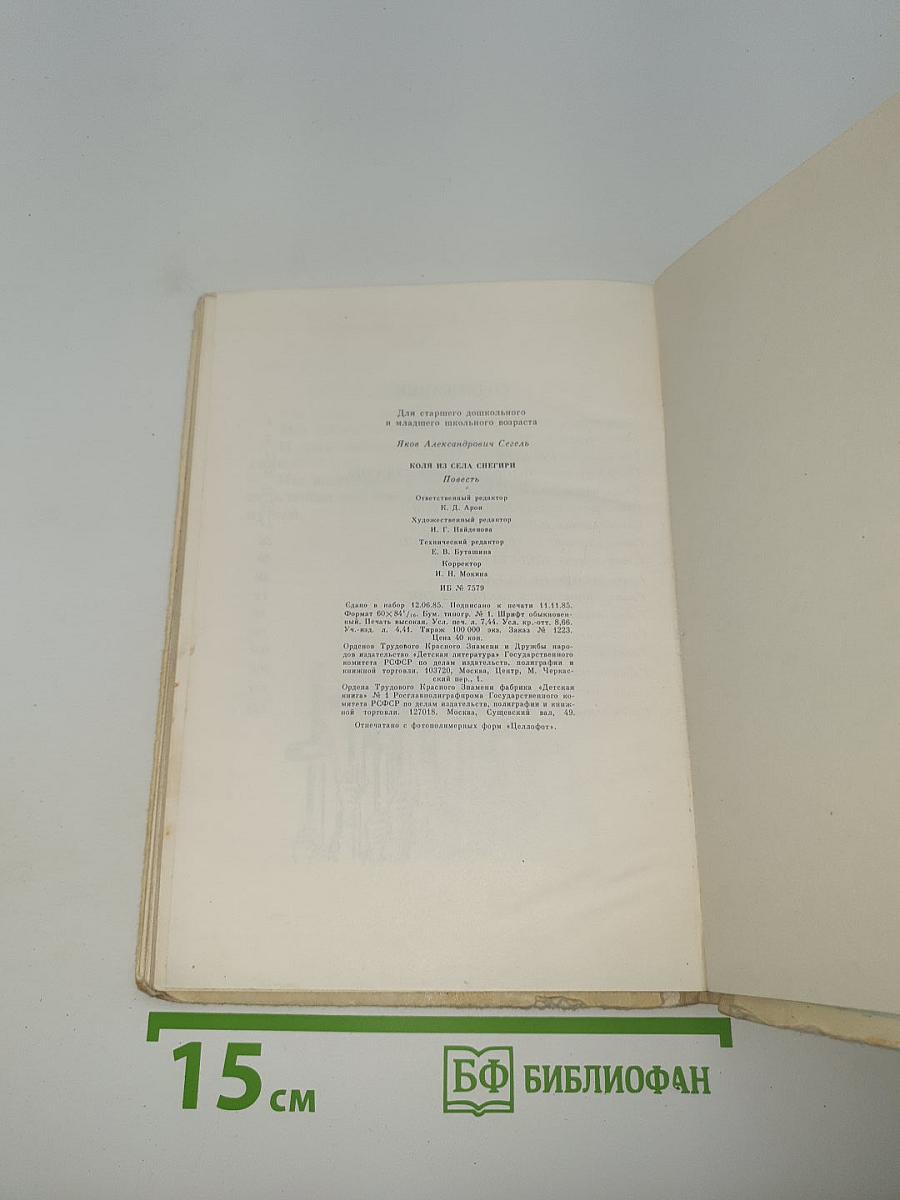 Для старшего дошкольного
и младшего школьного возраста
Яков Александрович Сегель
КОЛЯ ИЗ СЕЛА СНЕГИРИ
Повесть
Ответственный редактор
К. Д. Арон
Художественный редактор
И. Г. Найденова
Технический редактор
Е. В. Буташина
Корректор
И. Н. Мокина
ИБ № 7579
Сдано в набор 12.06.85. Подписано к печати 11.11.85.
Формат 60×84¹/₁₆. Бум. типогр. № 1. Шрифт обыкновен-
ный. Печать высокая. Усл. печ. л. 7,44. Усл. кр.-отт. 8,66.
Уч.-изд. л. 4,41. Тираж 100 000 экз. Заказ № 1223.
Цена 40 коп.
Орденов Трудового Красного Знамени и Дружбы наро-
дов издательство «Детская литература» Государственного
комитета РСФСР по делам издательств, полиграфии и
книжной торговли. 103720, Москва, Центр, М. Черкас-
ский пер., 1.
Ордена Трудового Красного Знамени фабрика «Детская
книга» № 1 Росглавполиграфпрома Государственного ко-
митета РСФСР по делам издательств, полиграфии и книж-
ной торговли. 127018, Москва, Сущевский вал, 49.
Отпечатано с фотополимерных форм «Целлофот».
15 см
БФ БИБЛИОФАН